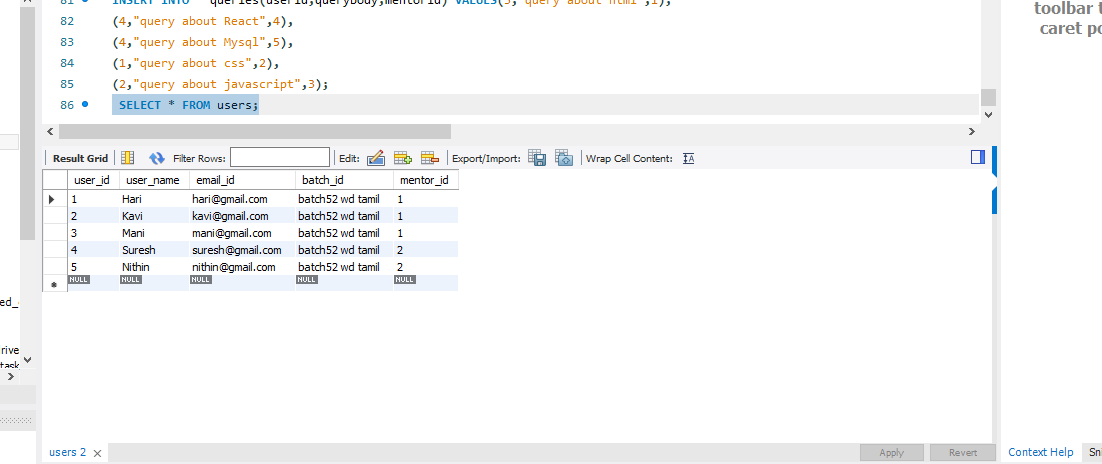 81 INSERT INTO queries(userId,queryBody,mentorId) VALUES(3,"query about html",1),
toolbar t
82 (4,"query about React",4),
caret po
83 (4,"query about Mysql",5),
84 (1,"query about css",2),
85 (2,"query about javascript",3);
86 SELECT * FROM users;
Result Grid Filter Rows: Edit: Export/Import: Wrap Cell Content:
user_id user_name email_id batch_id mentor_id
1 Hari hari@gmail.com batch52 wd tamil 1
2 Kavi kavi@gmail.com batch52 wd tamil 1
3 Mani mani@gmail.com batch52 wd tamil 1
4 Suresh suresh@gmail.com batch52 wd tamil 2
5 Nithin nithin@gmail.com batch52 wd tamil 2
NULL NULL NULL NULL NULL
ed_
rive
task
users 2 Apply Revert Context Help Sni